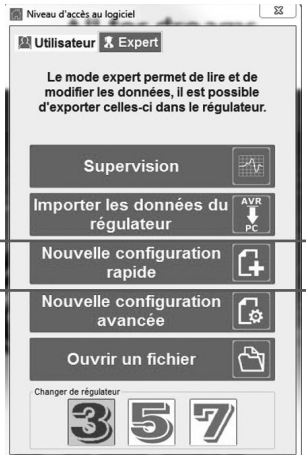 Niveau d'accès au logiciel
Utilisateur
Expert
Le mode expert permet de lire et de
modifier les données, il est possible
d'exporter celles-ci dans le régulateur.
Supervision
Importer les données du
régulateur
AVR
PC
Nouvelle configuration
rapide
Nouvelle configuration
avancée
Ouvrir un fichier
Changer de régulateur
3 5 7